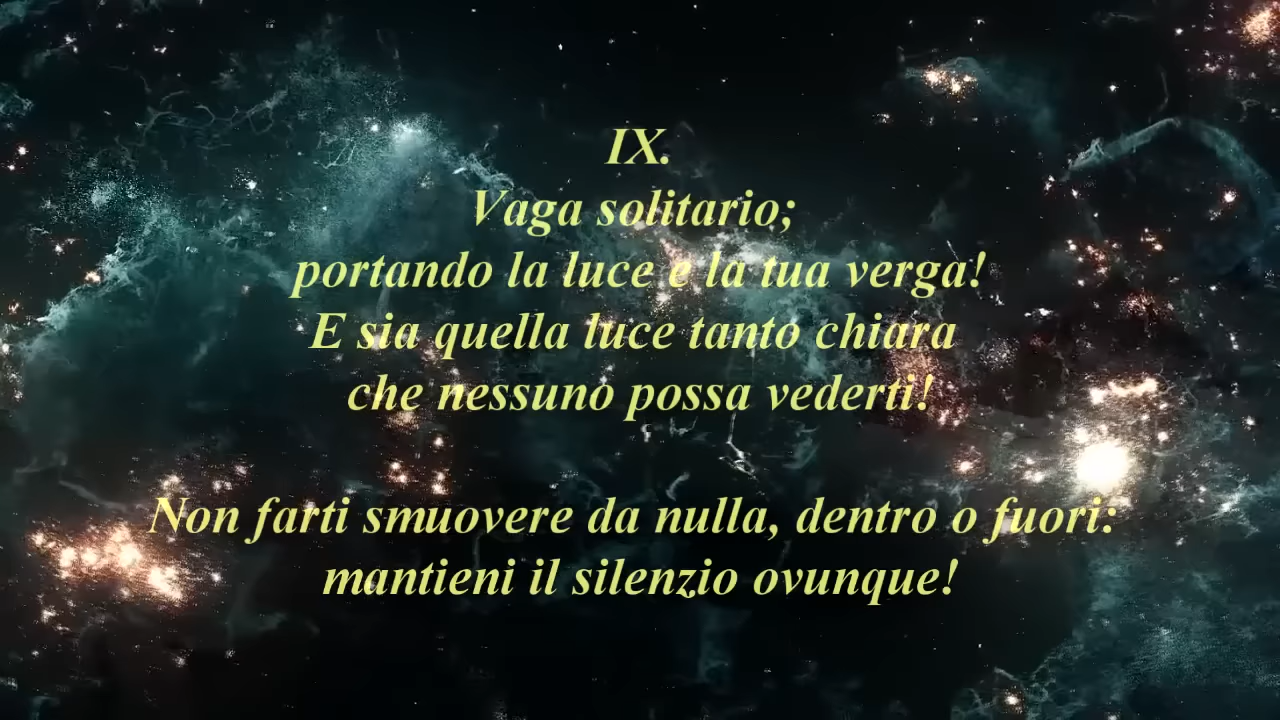 IX.
Vaga solitario;
portando la luce e la tua verga!
E sia quella luce tanto chiara
che nessuno possa vederti!
Non farti smuovere da nulla, dentro o fuori:
mantieni il silenzio ovunque!